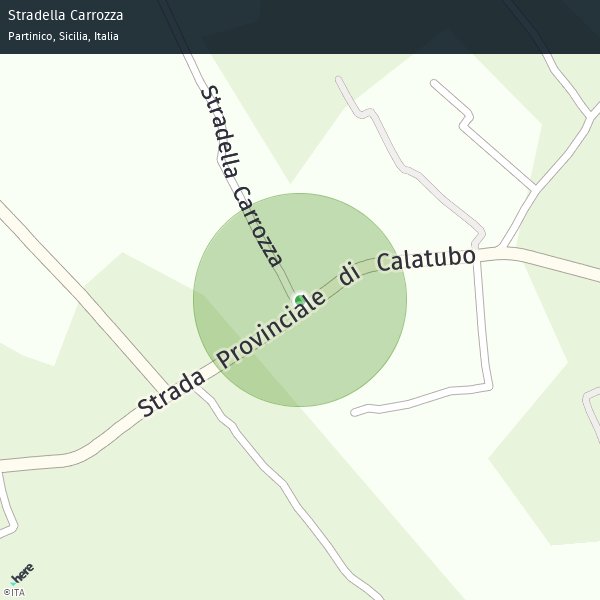 Stradella Carrozza
Partinico, Sicilia, Italia
Stradella Carrozza
Strada Provinciale di Calatubo
here
©ITA